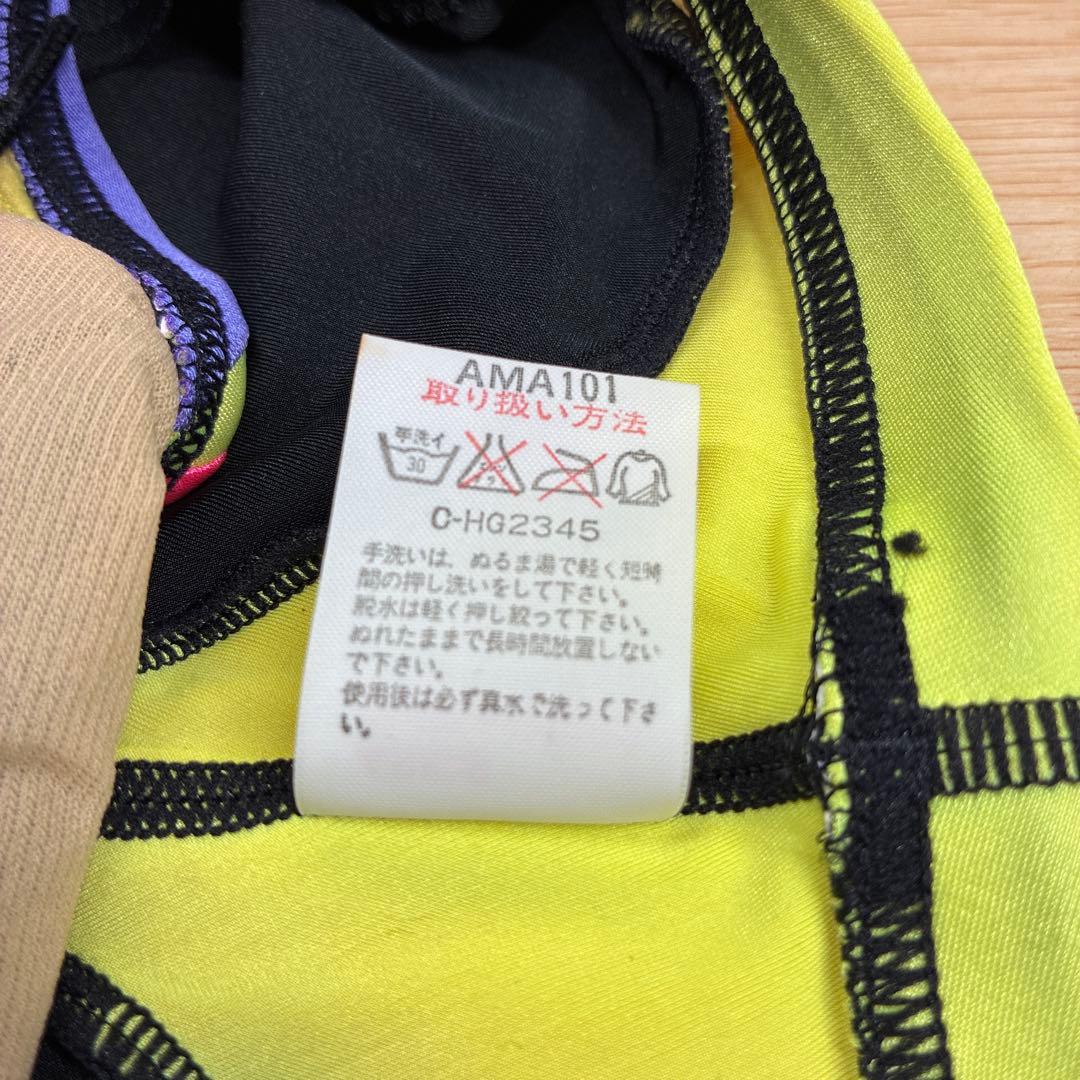 AMA101
取り扱い方法
手洗イ
30
C-HG2345
手洗いは、ぬるま湯で軽く短時
間の押し洗いをして下さい。
脱水は軽く押し絞って下さい。
ぬれたままで長時間放置しない
で下さい。
使用後は必ず真水で洗って下さ
い。